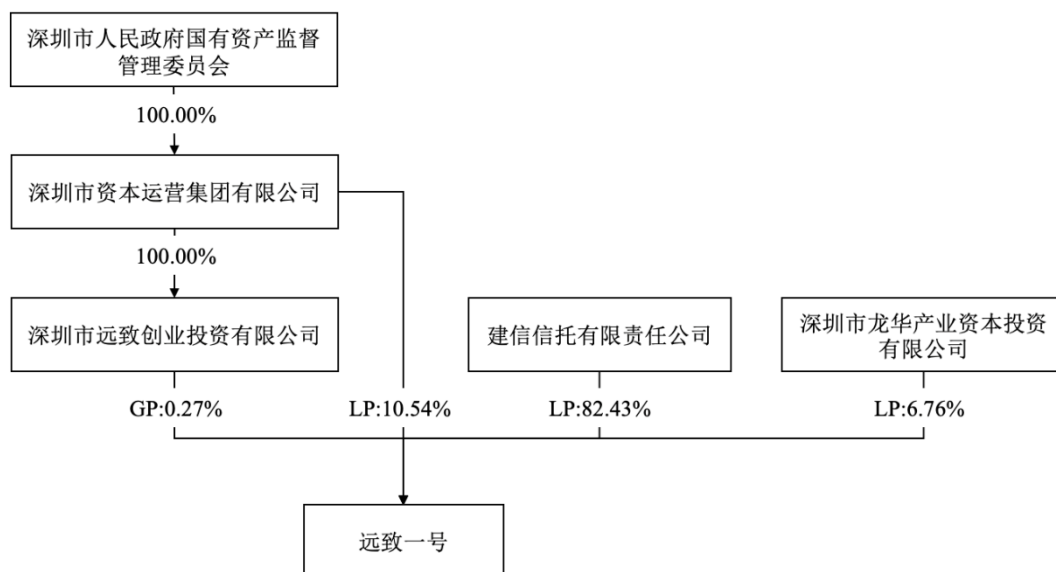 深圳市人民政府国有资产监督
管理委员会
100.00%
深圳市资本运营集团有限公司
100.00%
深圳市远致创业投资有限公司
建信信托有限责任公司
深圳市龙华产业资本投资
有限公司
GP:0.27%
LP:10.54%
LP:82.43%
LP:6.76%
远致一号